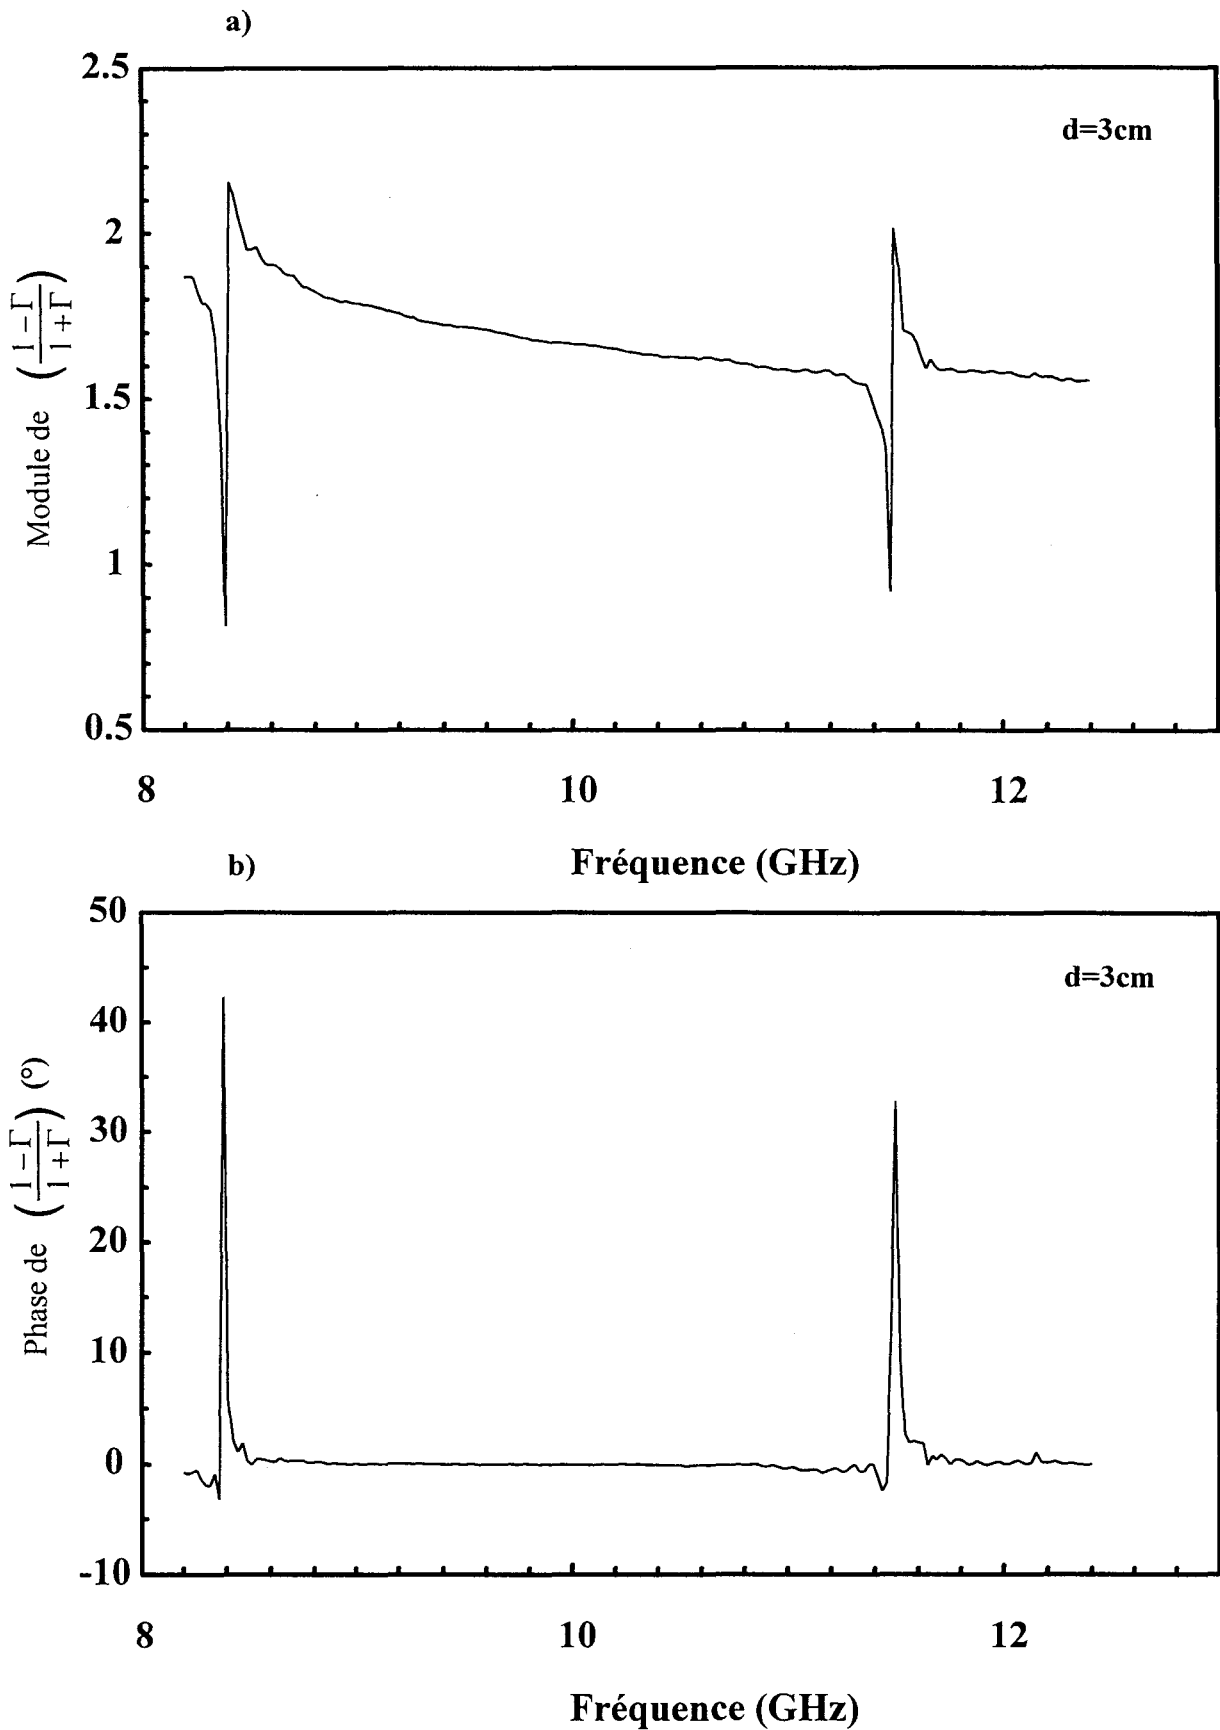 a)
2.5
d=3cm
2
1.5
1
0.5
Module de (1 − Γ / 1 + Γ)
8 10 12
Fréquence (GHz)
b)
50
d=3cm
40
30
20
10
0
-10
Phase de (1 − Γ / 1 + Γ) (°)
8 10 12
Fréquence (GHz)